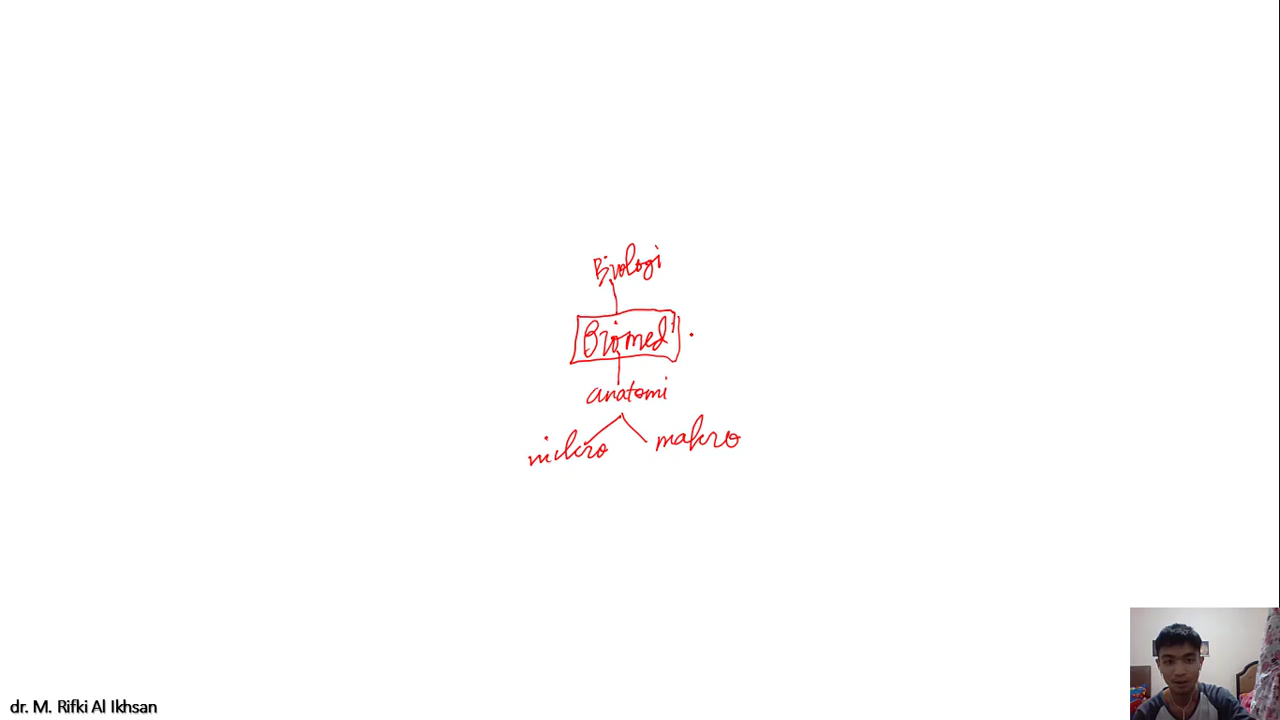 Biologi
Biomed
anatomi
mikro makro
dr. M. Rifki Al Ikhsan